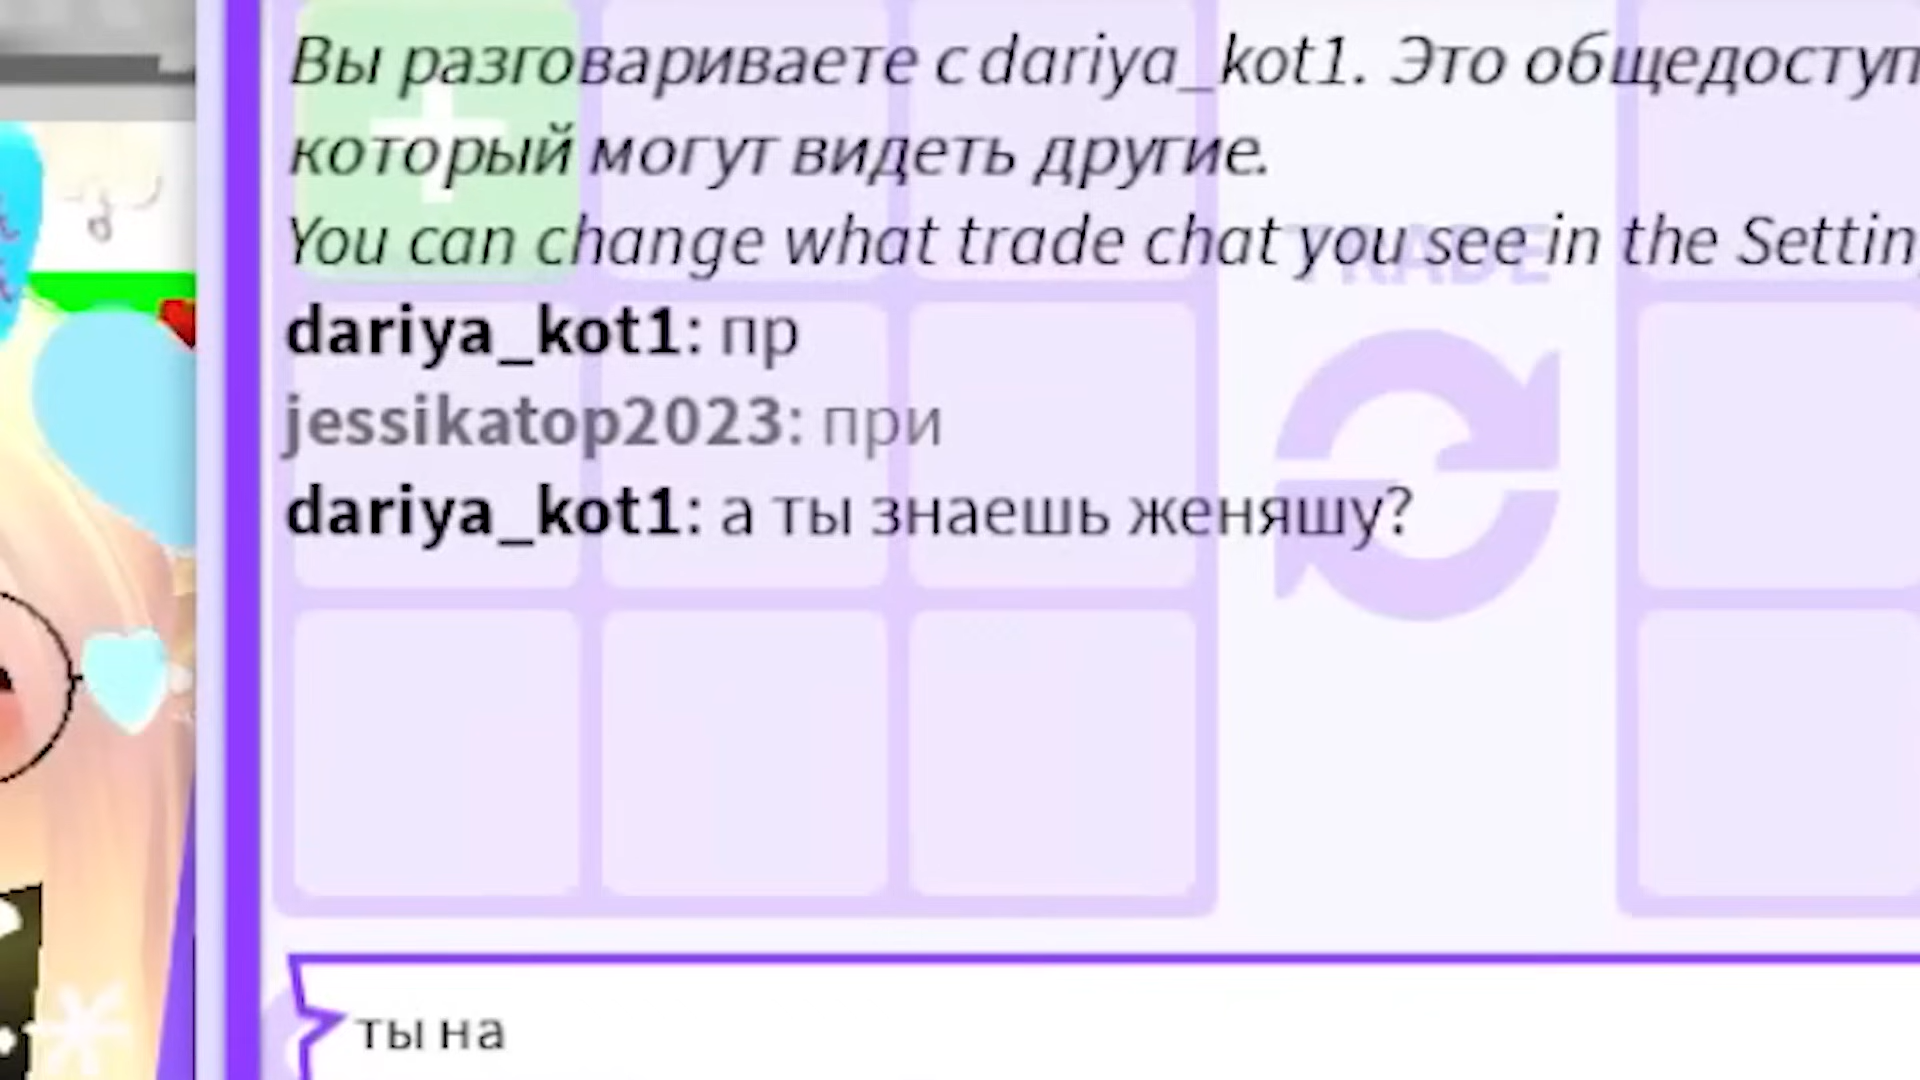 Вы разговариваете с dariya_kot1. Это общедоступ
который могут видеть другие.
You can change what trade chat you see in the Settin
TRADE
dariya_kot1: пр
jessikatop2023: при
dariya_kot1: а ты знаешь женяшу?
ты на